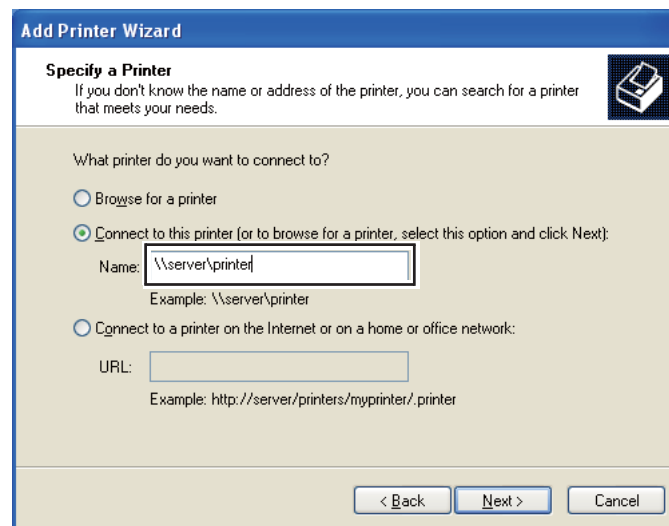 Add Printer Wizard
Specify a Printer
If you don't know the name or address of the printer, you can search for a printer
that meets your needs.
What printer do you want to connect to?
Browse for a printer
Connect to this printer (or to browse for a printer, select this option and click Next):
Name: \\server\printer
Example: \\server\printer
Connect to a printer on the Internet or on a home or office network:
URL:
Example: http://server/printers/myprinter/.printer
< Back Next > Cancel